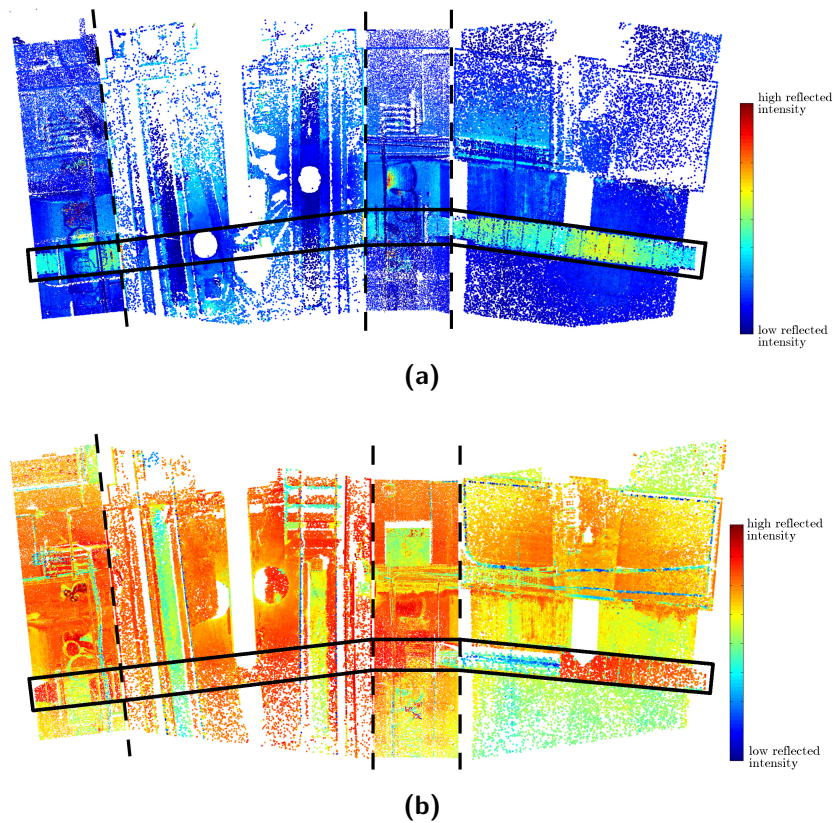 high reflected
intensity
low reflected
intensity
(a)
high reflected
intensity
low reflected
intensity
(b)